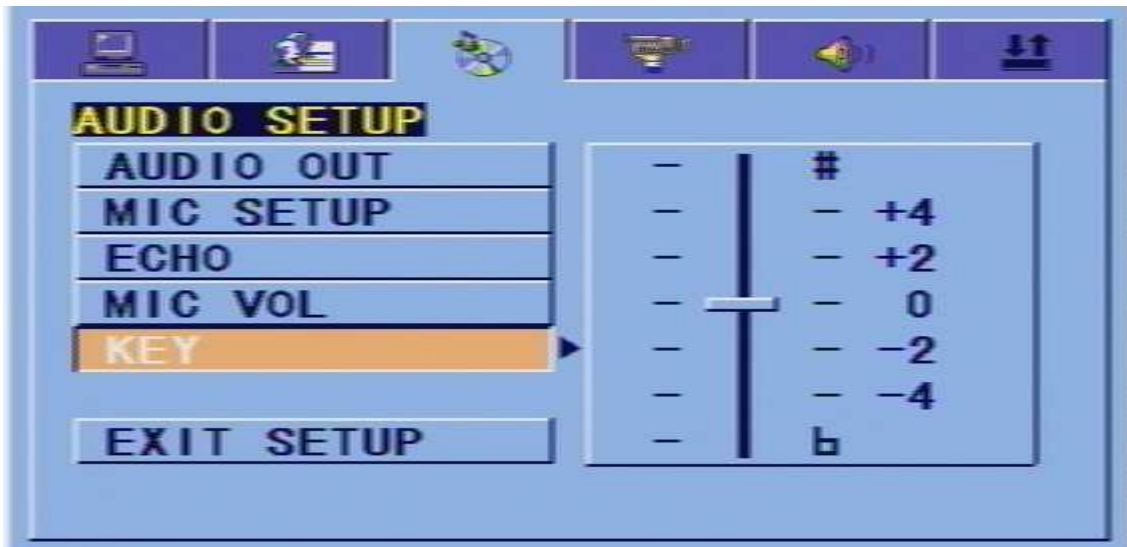 AUDIO SETUP
AUDIO OUT
MIC SETUP
ECHO
MIC VOL
KEY
EXIT SETUP
- #
- - +4
- - +2
- - 0
- - -2
- - -4
- b